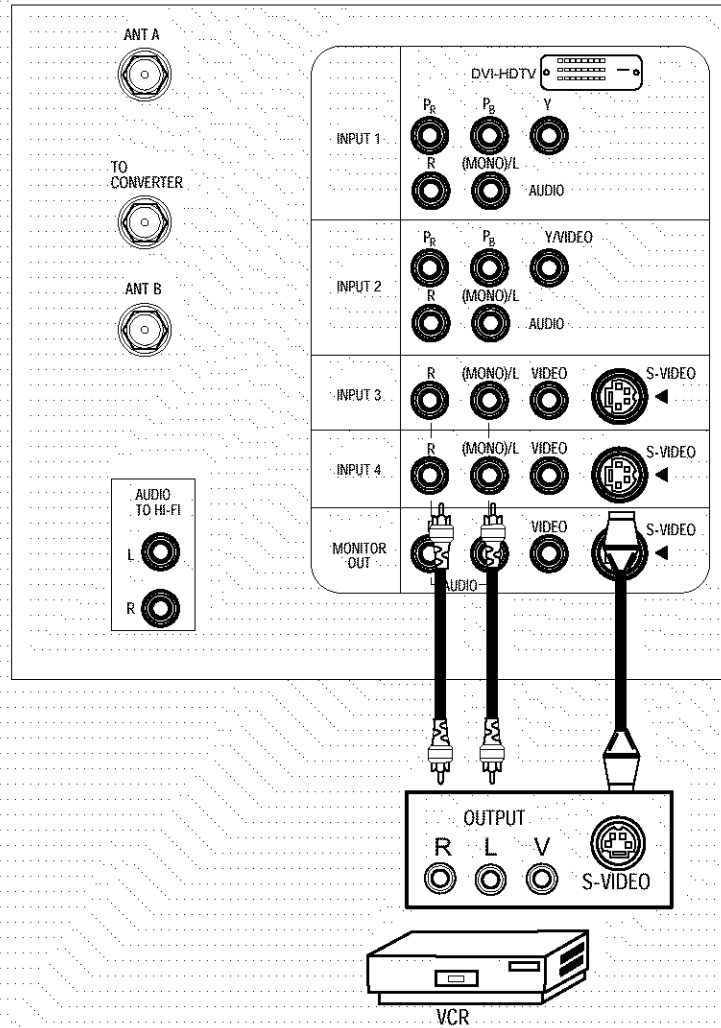 ANT A
TO
CONVERTER
ANT B
AUDIO
TO HI-FI
L
R
DVI-HDTV
INPUT 1
PR PB Y
R (MONO)/L AUDIO
INPUT 2
PR PB Y/VIDEO
R (MONO)/L AUDIO
INPUT 3
R (MONO)/L VIDEO S-VIDEO
INPUT 4
R (MONO)/L VIDEO S-VIDEO
MONITOR
OUT
VIDEO S-VIDEO
AUDIO
OUTPUT
R L V
S-VIDEO
VCR